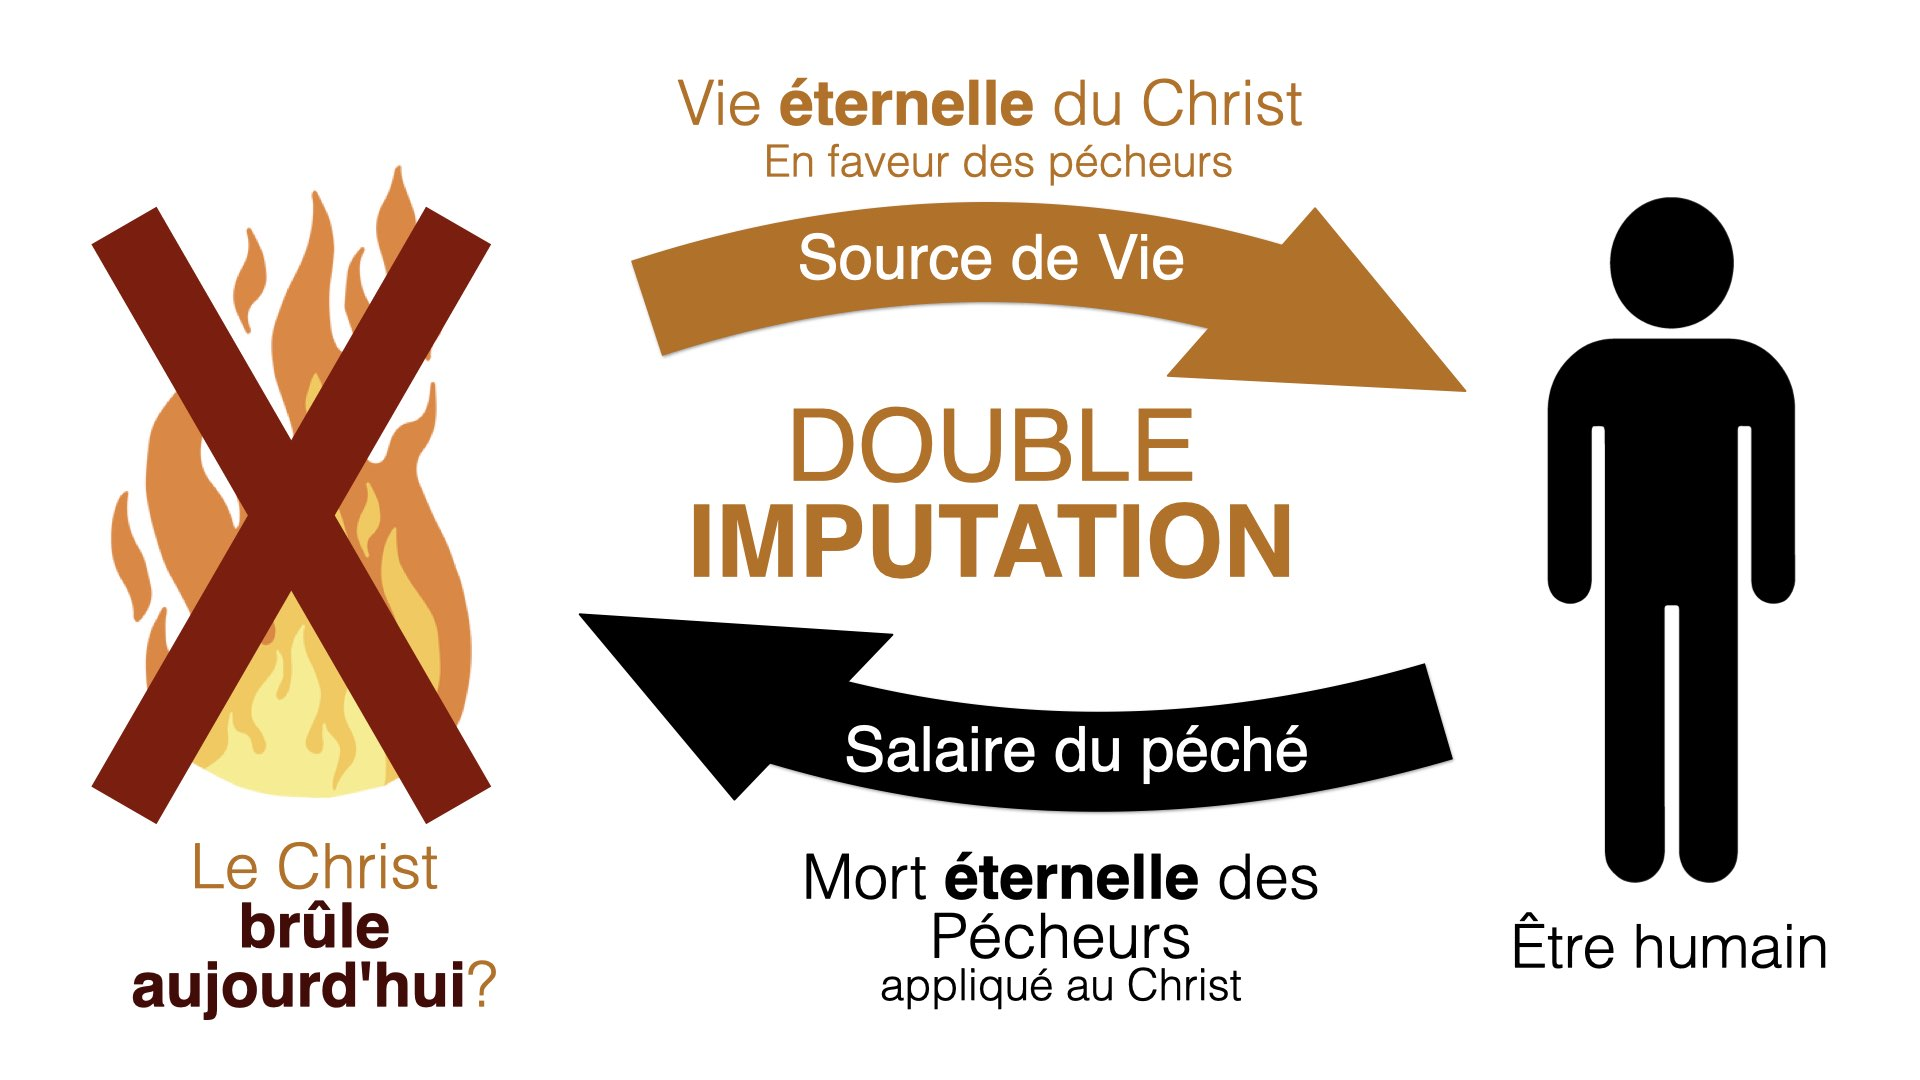 Vie éternelle du Christ
En faveur des pécheurs
Source de Vie
DOUBLE
IMPUTATION
Salaire du péché
Mort éternelle des
Pécheurs
appliqué au Christ
Le Christ
brûle
aujourd'hui?
Être humain